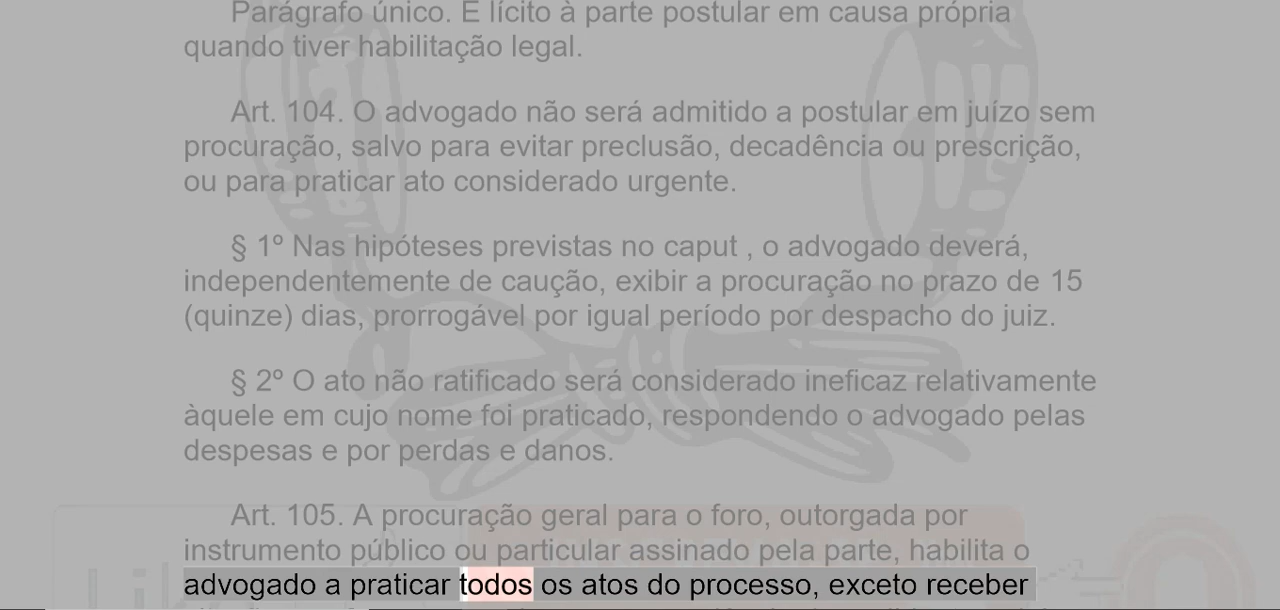 Parágrafo único. É lícito à parte postular em causa própria
quando tiver habilitação legal.
Art. 104. O advogado não será admitido a postular em juízo sem
procuração, salvo para evitar preclusão, decadência ou prescrição,
ou para praticar ato considerado urgente.
§ 1º Nas hipóteses previstas no caput , o advogado deverá,
independentemente de caução, exibir a procuração no prazo de 15
(quinze) dias, prorrogável por igual período por despacho do juiz.
§ 2º O ato não ratificado será considerado ineficaz relativamente
àquele em cujo nome foi praticado, respondendo o advogado pelas
despesas e por perdas e danos.
Art. 105. A procuração geral para o foro, outorgada por
instrumento público ou particular assinado pela parte, habilita o
advogado a praticar todos os atos do processo, exceto receber